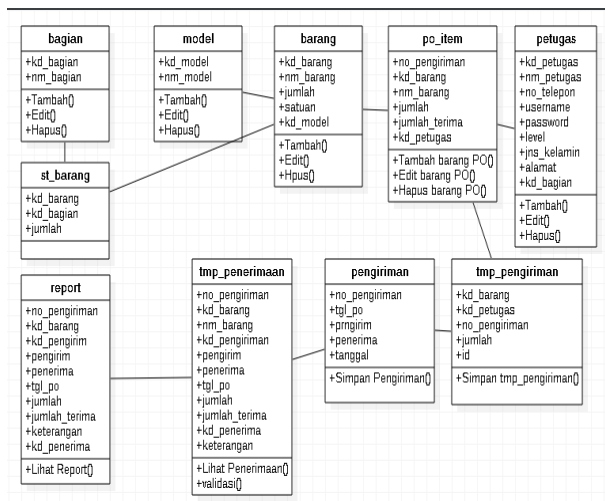 bagian
+kd_bagian
+nm_bagian
+Tambah()
+Edit()
+Hapus()
model
+kd_model
+nm_model
+Tambah()
+Edit()
+Hapus()
barang
+kd_barang
+nm_barang
+jumlah
+satuan
+kd_model
+Tambah()
+Edit()
+Hpus()
po_item
+no_pengiriman
+kd_barang
+nm_barang
+jumlah
+jumlah_terima
+kd_petugas
+Tambah barang PO()
+Edit barang PO()
+Hapus barang PO()
petugas
+kd_petugas
+nm_petugas
+no_telepon
+username
+password
+level
+jns_kelamin
+alamat
+kd_bagian
+Tambah()
+Edit()
+Hapus()
st_barang
+kd_barang
+kd_bagian
+jumlah
report
+no_pengiriman
+kd_barang
+kd_pengirim
+pengirim
+penerima
+tgl_po
+jumlah
+jumlah_terima
+keterangan
+kd_penerima
+Lihat Report()
tmp_penerimaan
+no_pengiriman
+kd_barang
+nm_barang
+kd_pengiriman
+pengirim
+penerima
+tgl_po
+jumlah
+jumlah_terima
+kd_penerima
+keterangan
+Lihat Penerimaan()
+validasi()
pengiriman
+no_pengiriman
+tgl_po
+prngirim
+penerima
+tanggal
+Simpan Pengiriman()
tmp_pengiriman
+kd_barang
+kd_petugas
+no_pengiriman
+jumlah
+id
+Simpan tmp_pengiriman()